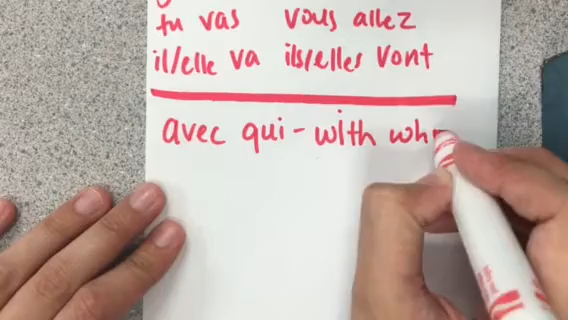 tu vas vous allez
il/elle va ils/elles vont
avec qui - with wh